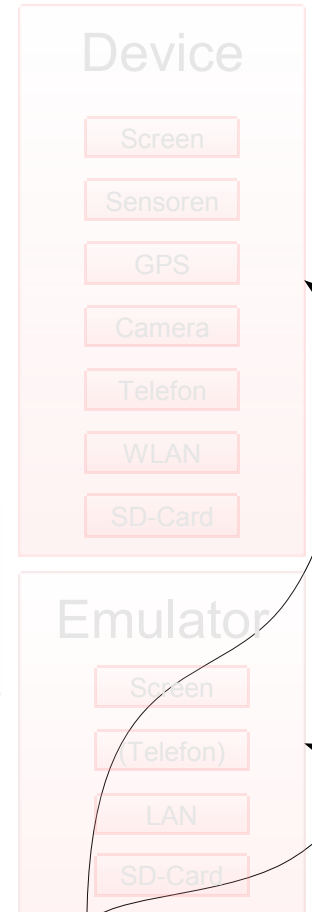 Device
Screen
Sensoren
GPS
Camera
Telefon
WLAN
SD-Card
Emulator
Screen
(Telefon)
LAN
SD-Card